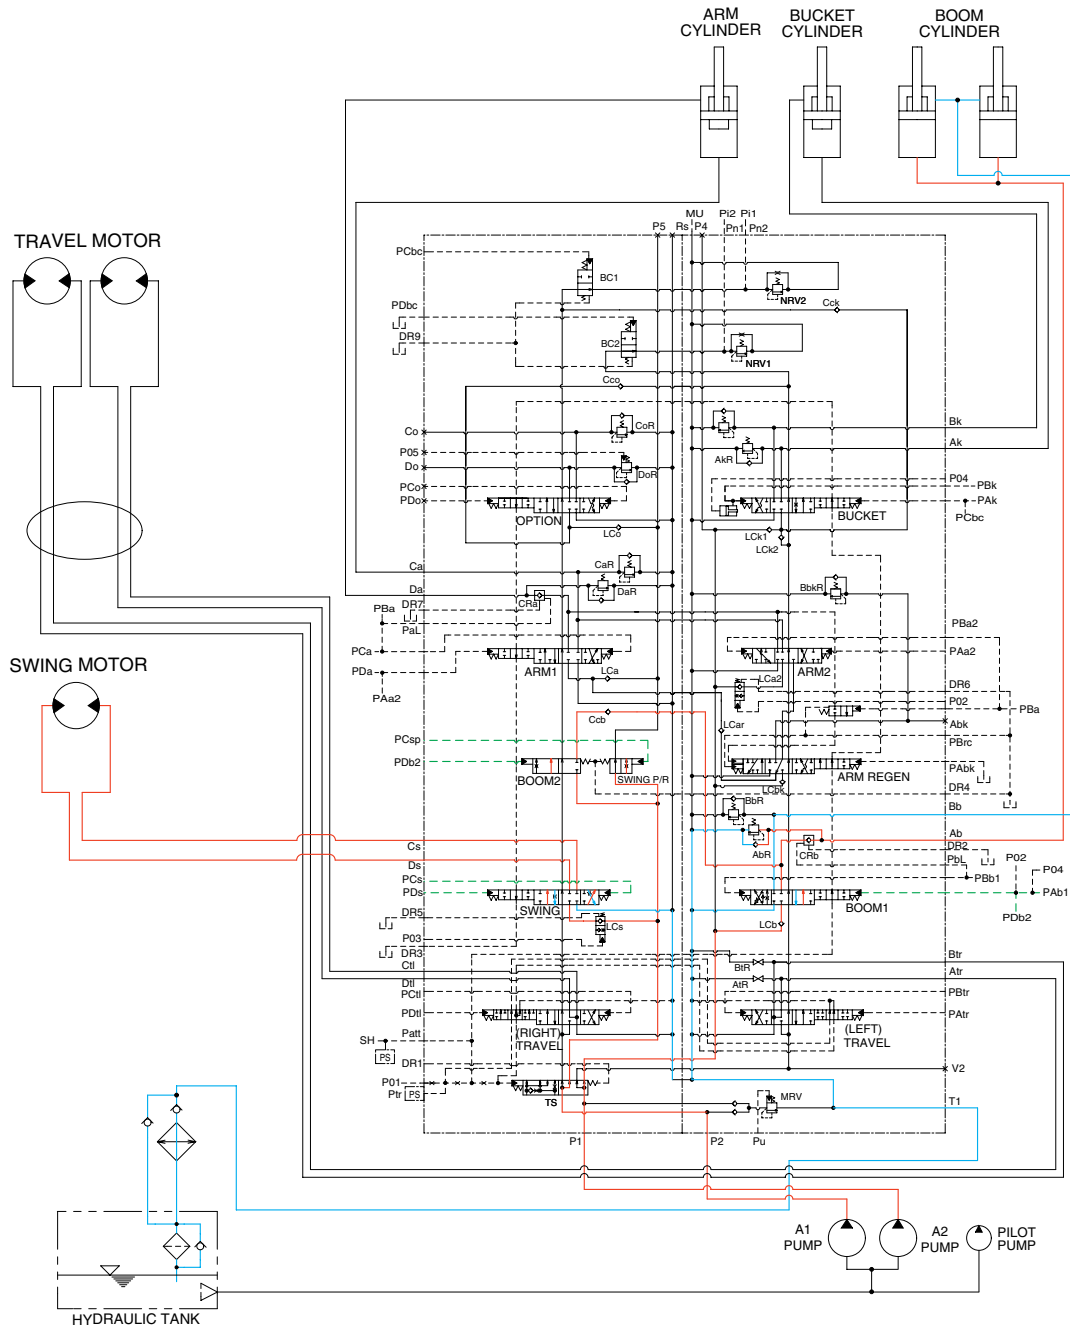 ARM
CYLINDER
BUCKET
CYLINDER
BOOM
CYLINDER
TRAVEL MOTOR
SWING MOTOR
MU
P5
Rs
P4
Pi2
Pi1
Pn1
Pn2
PCbc
BC1
NRV2
Cck
PDbc
DR9
BC2
NRV1
Cco
Co
CoR
Bk
Ak
P05
Do
DoR
AkR
PCo
PDo
P04
PBk
PAk
PCbc
OPTION
BUCKET
LCo
LCk1
LCk2
Ca
CaR
Da
DaR
CRa
BbkR
PBa
DR7
PaL
PBa2
PCa
PAa2
PDa
PAa2
ARM1
ARM2
LCa
LCa2
DR6
P02
PBa
Ccb
LCar
Abk
PCsp
PBrc
PDb2
PAbk
BOOM2
SWING P/R
ARM REGEN
LCbk
DR4
BbR
Bb
AbR
CRb
Ab
DR2
PbL
P02
P04
Cs
Ds
PCs
PDs
PBb1
PAb1
PDb2
SWING
BOOM1
DR5
LCs
LCb
P03
DR3
Ctl
Btr
BtR
Atr
AtR
Dtl
PCtl
PBtr
PDtl
PAtr
(RIGHT)
TRAVEL
(LEFT)
TRAVEL
Patt
SH
PS
DR1
P01
Ptr
PS
TS
V2
MRV
T1
P1
P2
Pu
A1
PUMP
A2
PUMP
PILOT
PUMP
HYDRAULIC TANK